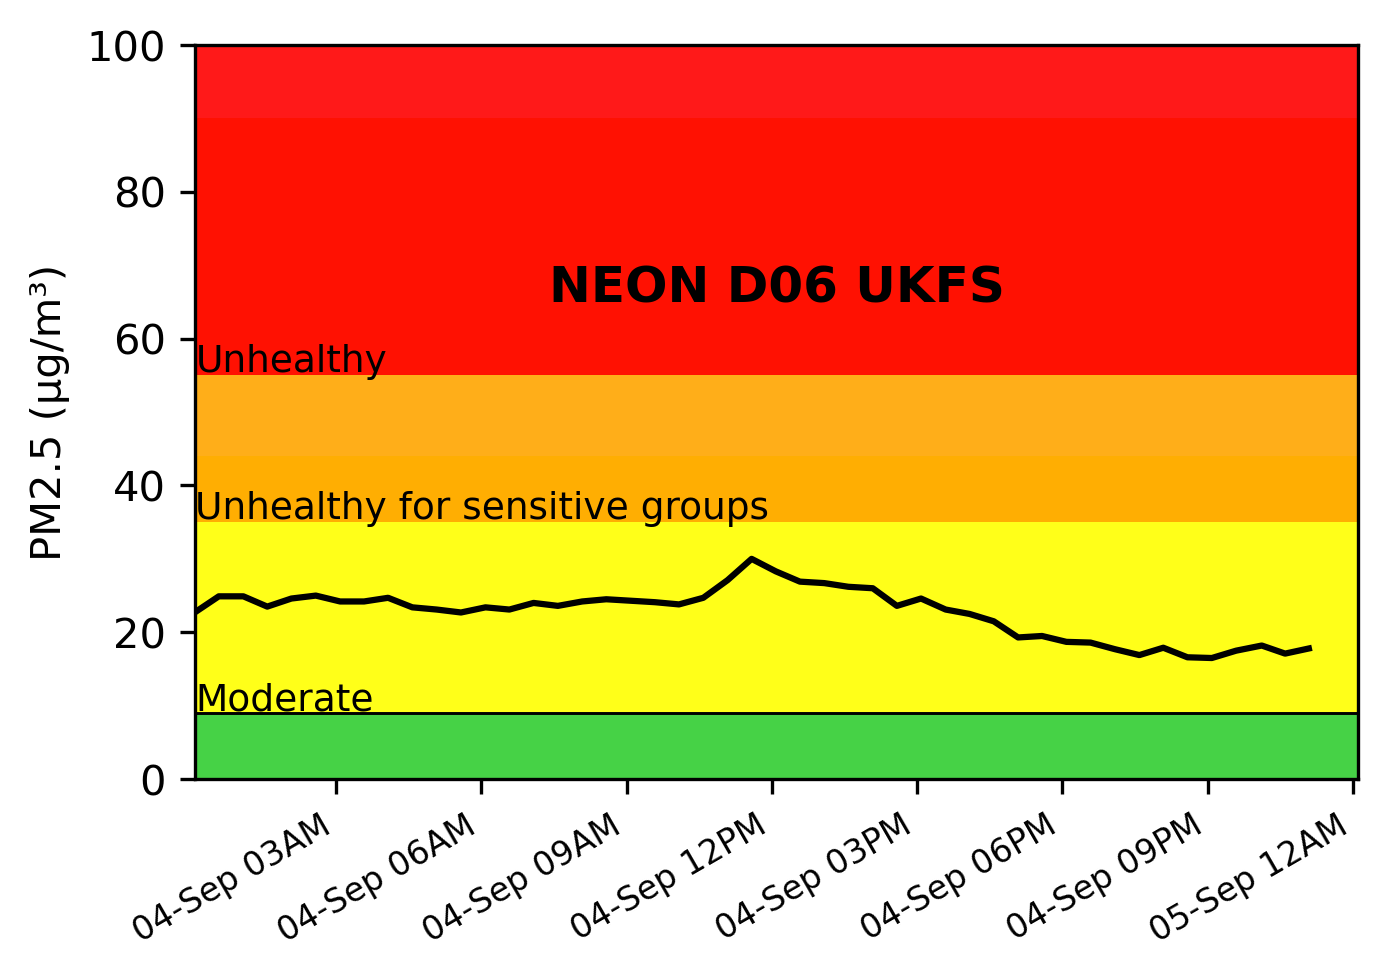 100
80
60
40
20
0
PM2.5 (µg/m³)
NEON D06 UKFS
Unhealthy
Unhealthy for sensitive groups
Moderate
04-Sep 03AM
04-Sep 06AM
04-Sep 09AM
04-Sep 12PM
04-Sep 03PM
04-Sep 06PM
04-Sep 09PM
05-Sep 12AM